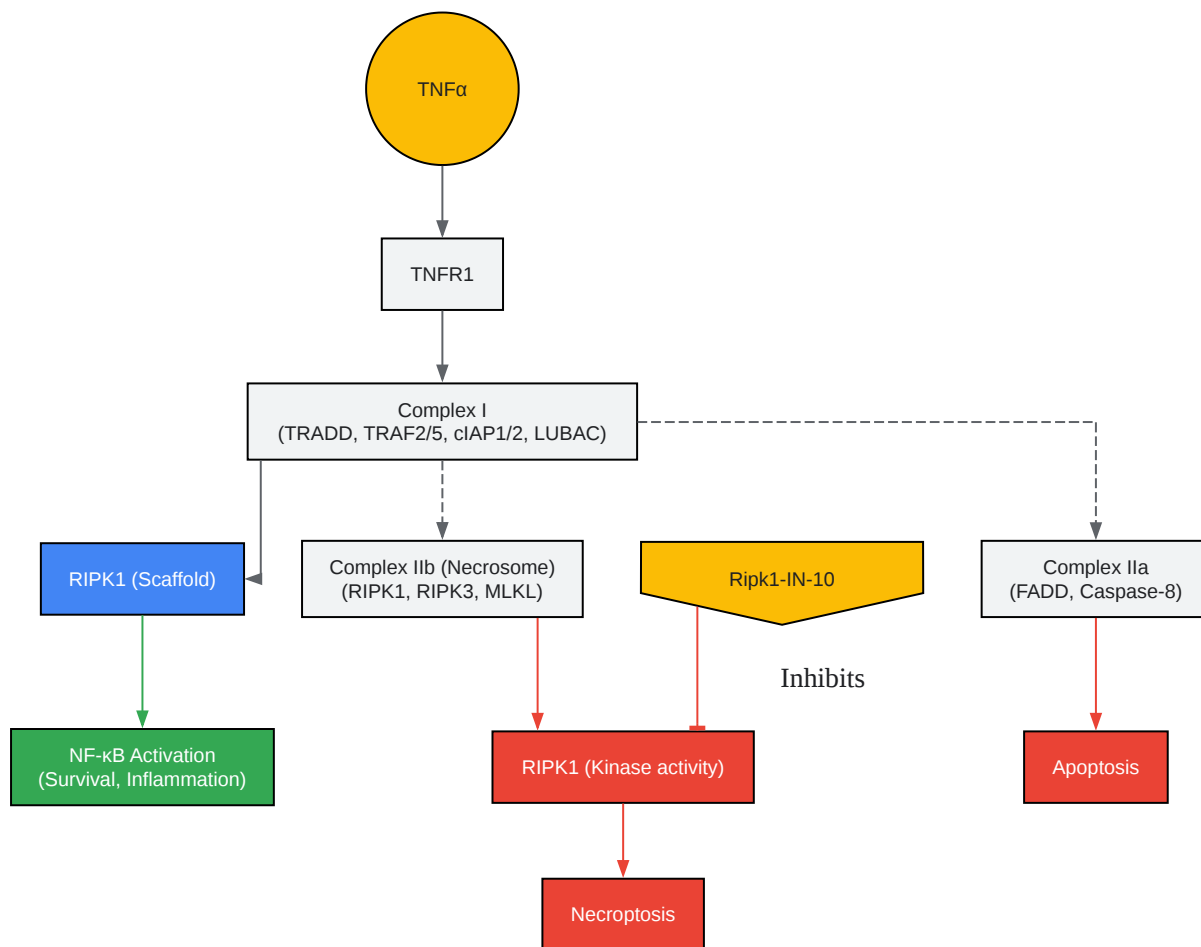 TNFα
TNFR1
Complex I
(TRADD, TRAF2/5, cIAP1/2, LUBAC)
RIPK1 (Scaffold)
Complex IIb (Necrosome)
(RIPK1, RIPK3, MLKL)
Ripk1-IN-10
Complex IIa
(FADD, Caspase-8)
Inhibits
NF-κB Activation
(Survival, Inflammation)
RIPK1 (Kinase activity)
Apoptosis
Necroptosis